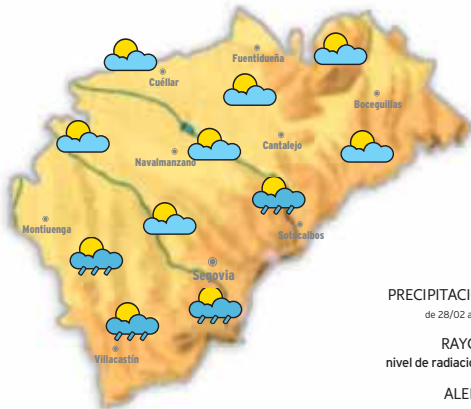 Fuentidueña
Cuéllar
Boceguillas
Cantalejo
Navalmanzano
Montiuenga
Sotosalbos
Segovia
Villacastín
PRECIPITACI
de 28/02 a
RAYO
nivel de radiació
ALE